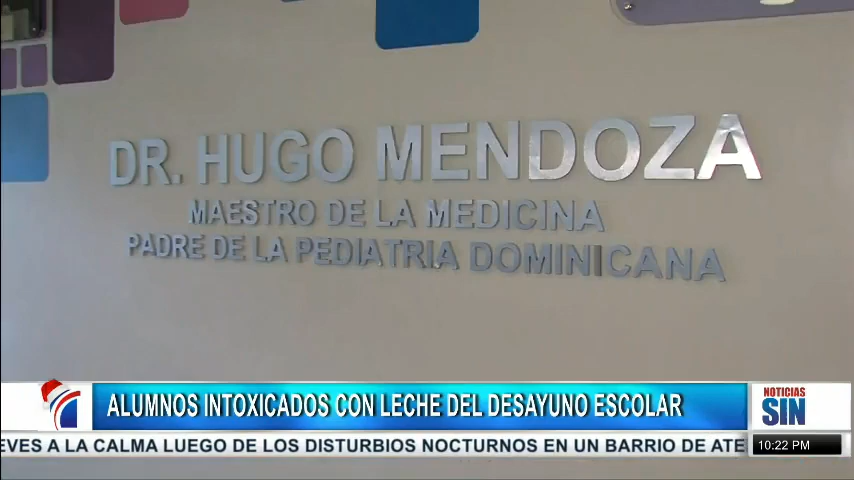 DR. HUGO MENDOZA
MAESTRO DE LA MEDICINA
PADRE DE LA PEDIATRIA DOMINICANA
ALUMNOS INTOXICADOS CON LECHE DEL DESAYUNO ESCOLAR
NOTICIAS
SIN
EVES A LA CALMA LUEGO DE LOS DISTURBIOS NOCTURNOS EN UN BARRIO DE ATE
10:22 PM